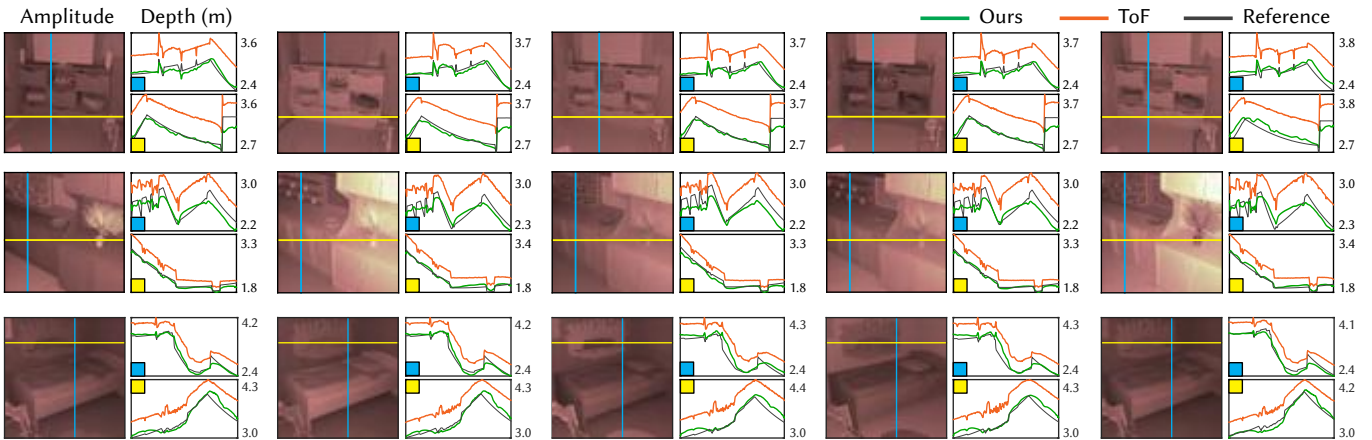 Amplitude Depth (m) Ours ToF Reference
3.6 3.7 3.7 3.7 3.8
2.4 2.4 2.4 2.4 2.4
3.6 3.7 3.7 3.7 3.8
2.7 2.7 2.7 2.7 2.7
3.0 3.0 3.0 3.0 3.0
2.2 2.2 2.2 2.2 2.3
3.3 3.3 3.4 3.3 3.4
1.8 1.8 1.8 1.8 1.8
4.2 4.2 4.3 4.3 4.1
2.4 2.4 2.4 2.4 2.4
4.3 4.3 4.4 4.3 4.2
3.0 3.0 3.0 3.0 3.0